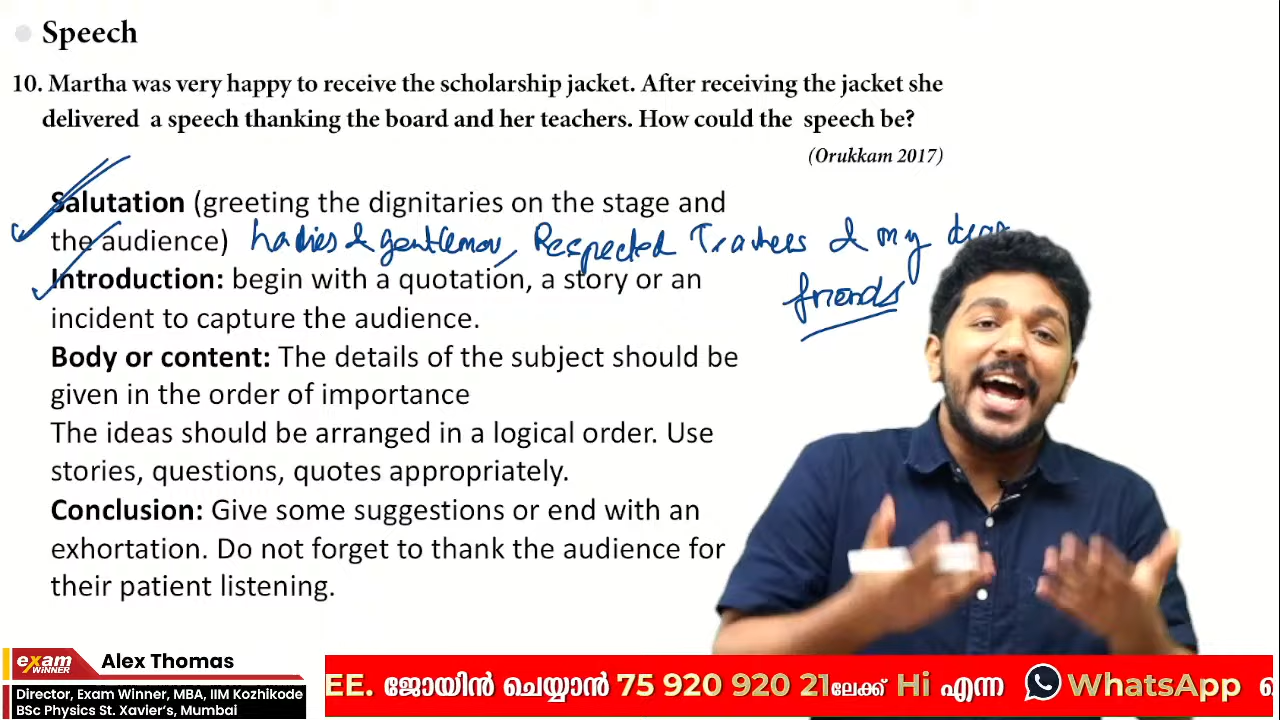 Speech
10. Martha was very happy to receive the scholarship jacket. After receiving the jacket she
delivered a speech thanking the board and her teachers. How could the speech be?
(Orukkam 2017)
Salutation (greeting the dignitaries on the stage and
the audience) Ladies & gentlemen, Respected Teachers & my dear
friends
Introduction: begin with a quotation, a story or an
incident to capture the audience.
Body or content: The details of the subject should be
given in the order of importance
The ideas should be arranged in a logical order. Use
stories, questions, quotes appropriately.
Conclusion: Give some suggestions or end with an
exhortation. Do not forget to thank the audience for
their patient listening.
exam WINNER Alex Thomas
Director, Exam Winner, MBA, IIM Kozhikode
BSc Physics St. Xavier's, Mumbai
EE. ജോയിൻ ചെയ്യാൻ 75 920 920 21ലേക്ക് Hi എന്ന WhatsApp